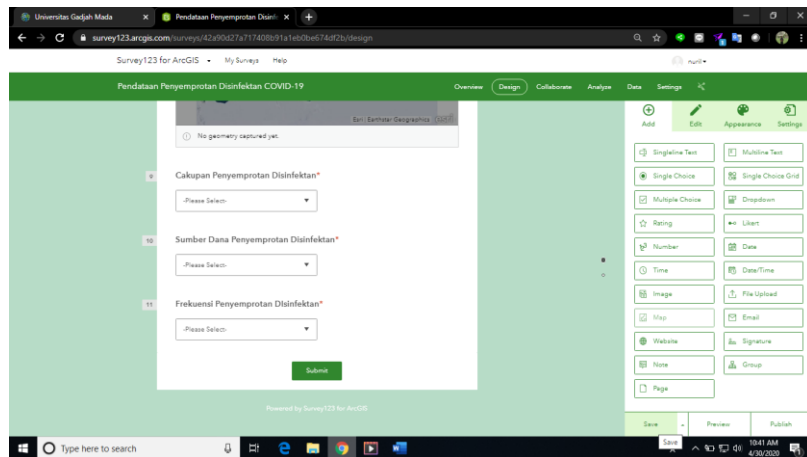 Universitas Gadjah Mada
Pendataan Penyemprotan Disinfe
survey123.arcgis.com/surveys/42a90d27a717408b91a1eb0be674df2b/design
Survey123 for ArcGIS My Surveys Help
nuril
Pendataan Penyemprotan Disinfektan COVID-19
Overview Design Collaborate Analyze Data Settings
Esri | Earthstar Geographics
No geometry captured yet.
9 Cakupan Penyemprotan Disinfektan*
-Please Select-
10 Sumber Dana Penyemprotan Disinfektan*
-Please Select-
11 Frekuensi Penyemprotan DIsinfektan*
-Please Select-
Submit
Powered by Survey123 for ArcGIS
Add Edit Appearance Settings
Singleline Text Multiline Text
Single Choice Single Choice Grid
Multiple Choice Dropdown
Rating Likert
Number Date
Time Date/Time
Image File Upload
Map Email
Website Signature
Note Group
Page
Save Preview Publish
Save
Type here to search
10:41 AM
4/30/2020